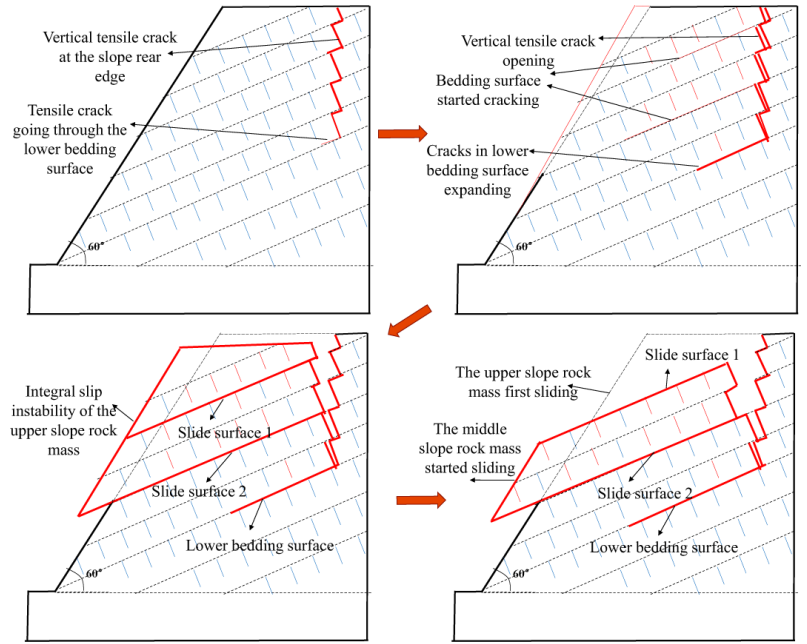 Vertical tensile crack
at the slope rear
edge
Tensile crack
going through the
lower bedding
surface
60°
Vertical tensile crack
opening
Bedding surface
started cracking
Cracks in lower
bedding surface
expanding
60°
Integral slip
instability of the
upper slope rock
mass
Slide surface 1
Slide surface 2
Lower bedding surface
60°
Slide surface 1
The upper slope rock
mass first sliding
The middle
slope rock mass
started sliding
Slide surface 2
Lower bedding surface
60°